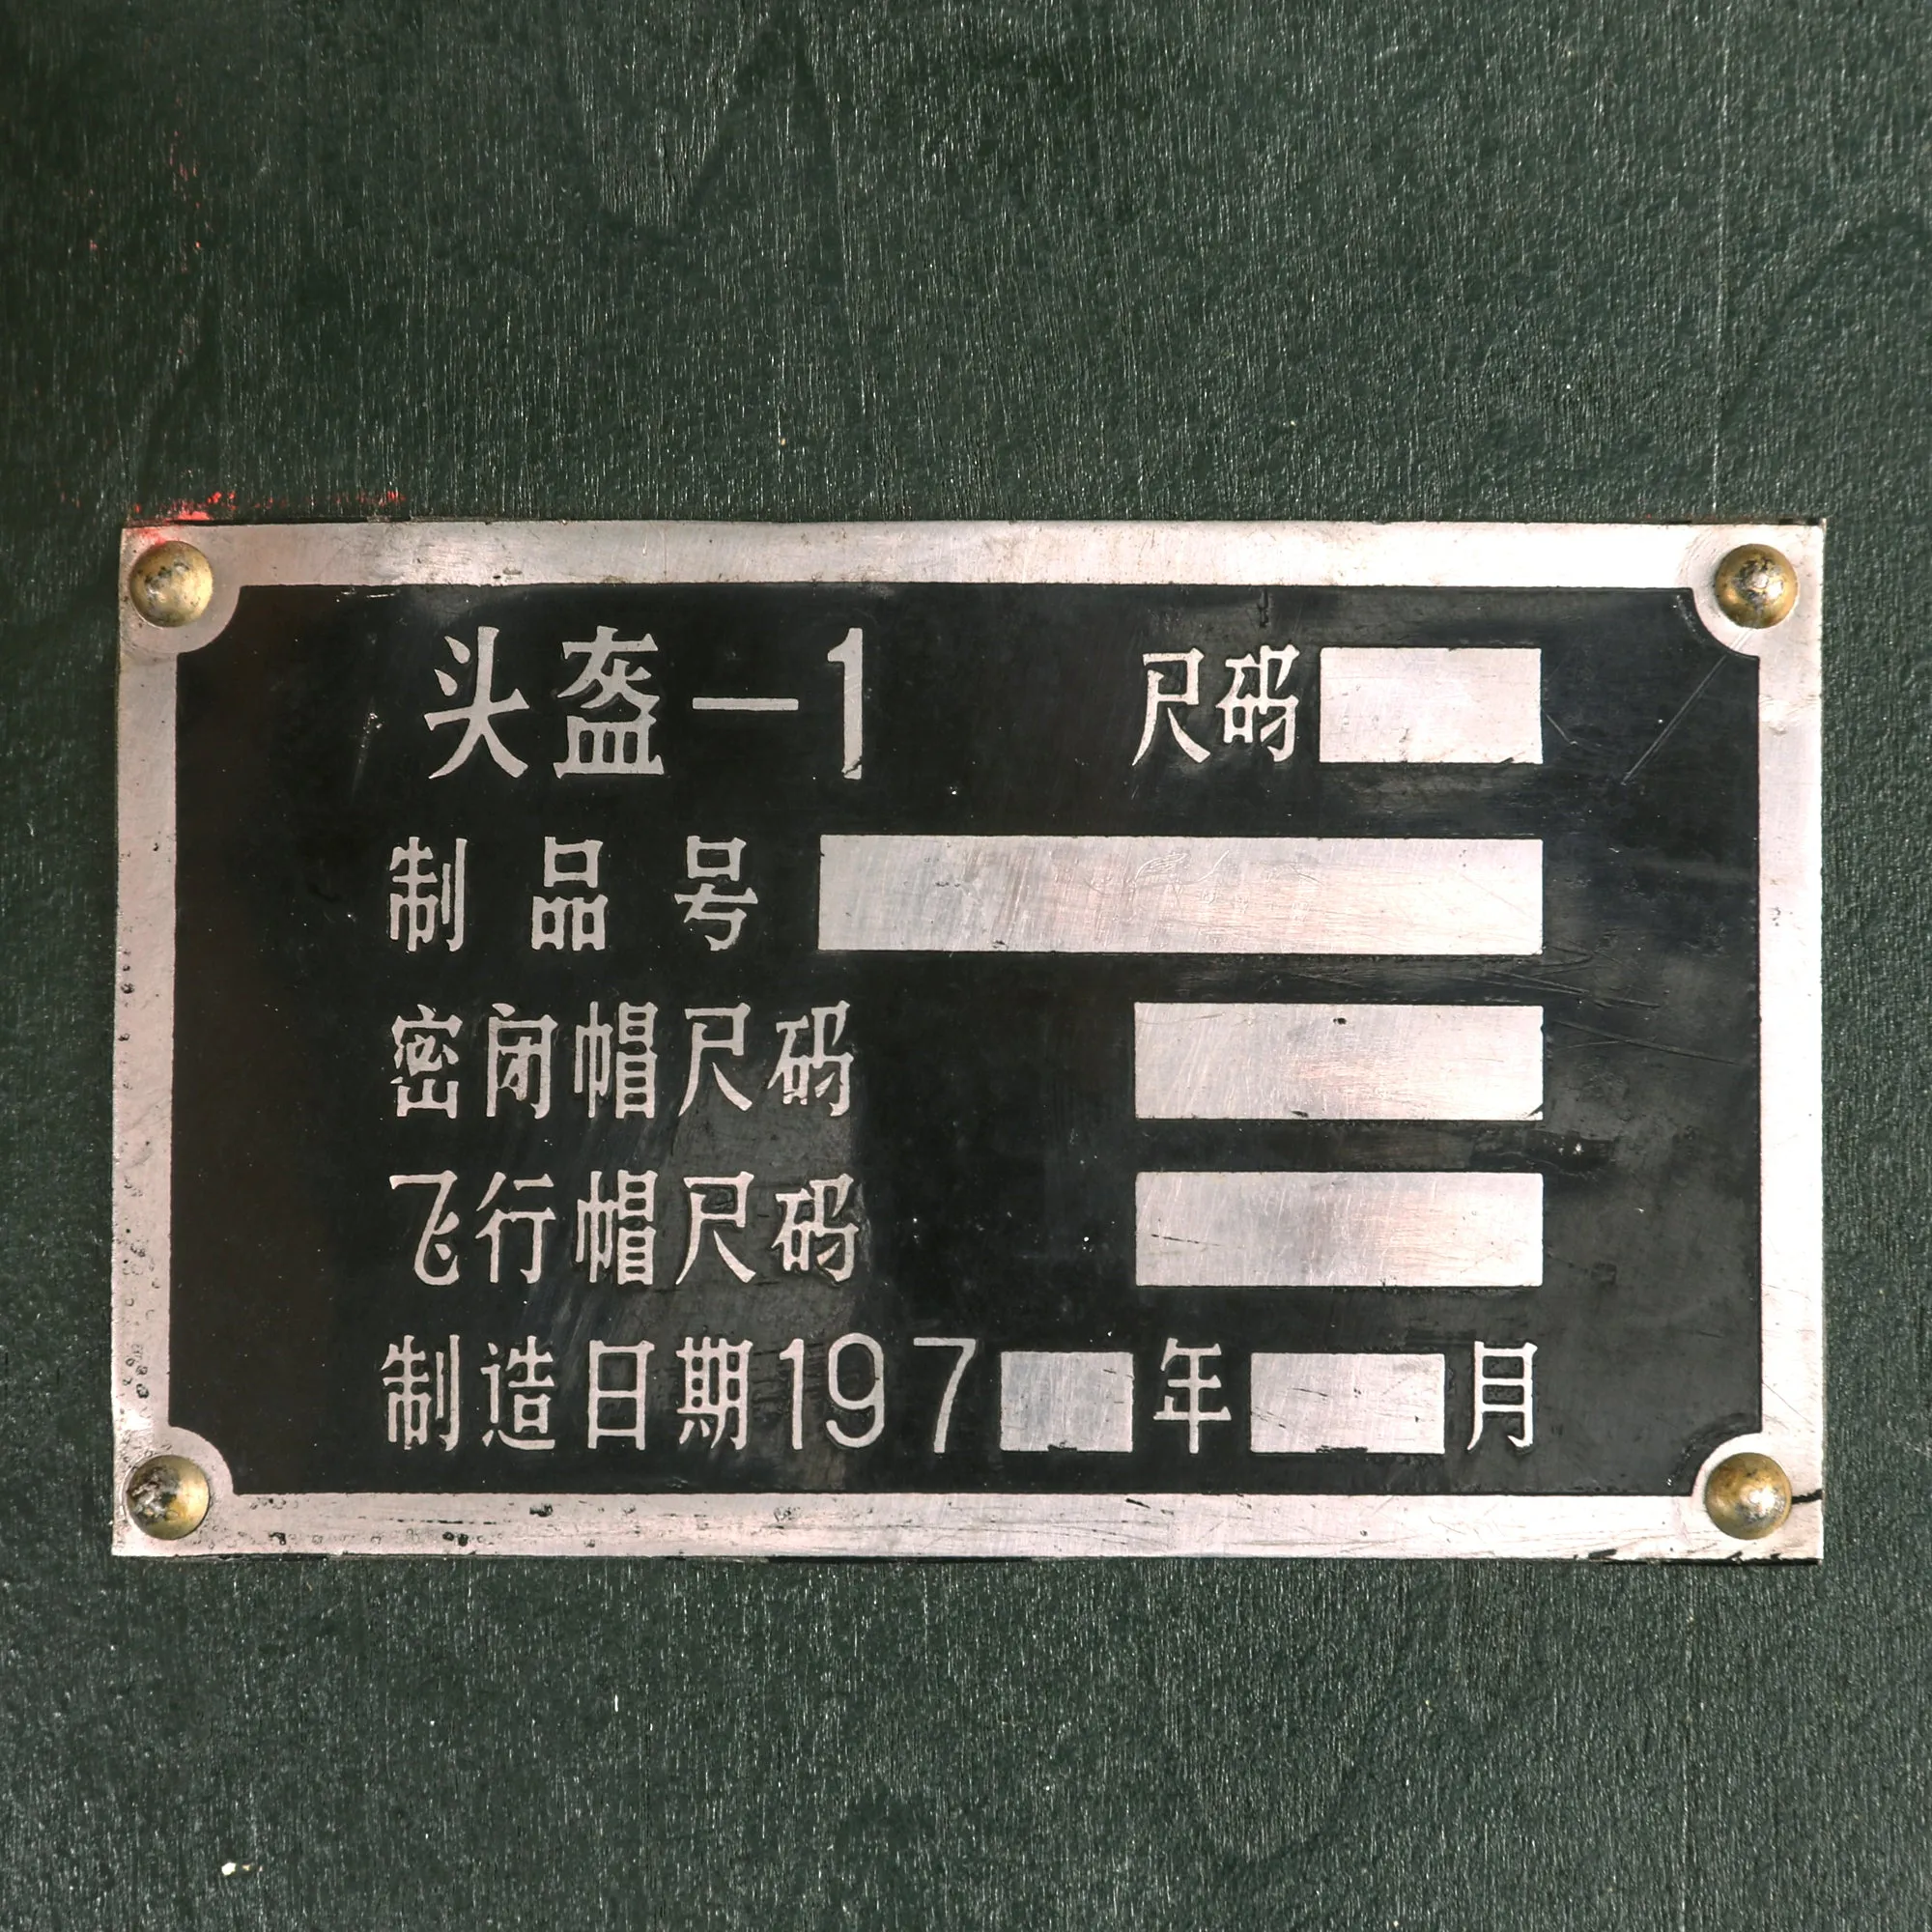 头盔—1 尺码
制品号
密闭帽尺码
飞行帽尺码
制造日期197 年 月